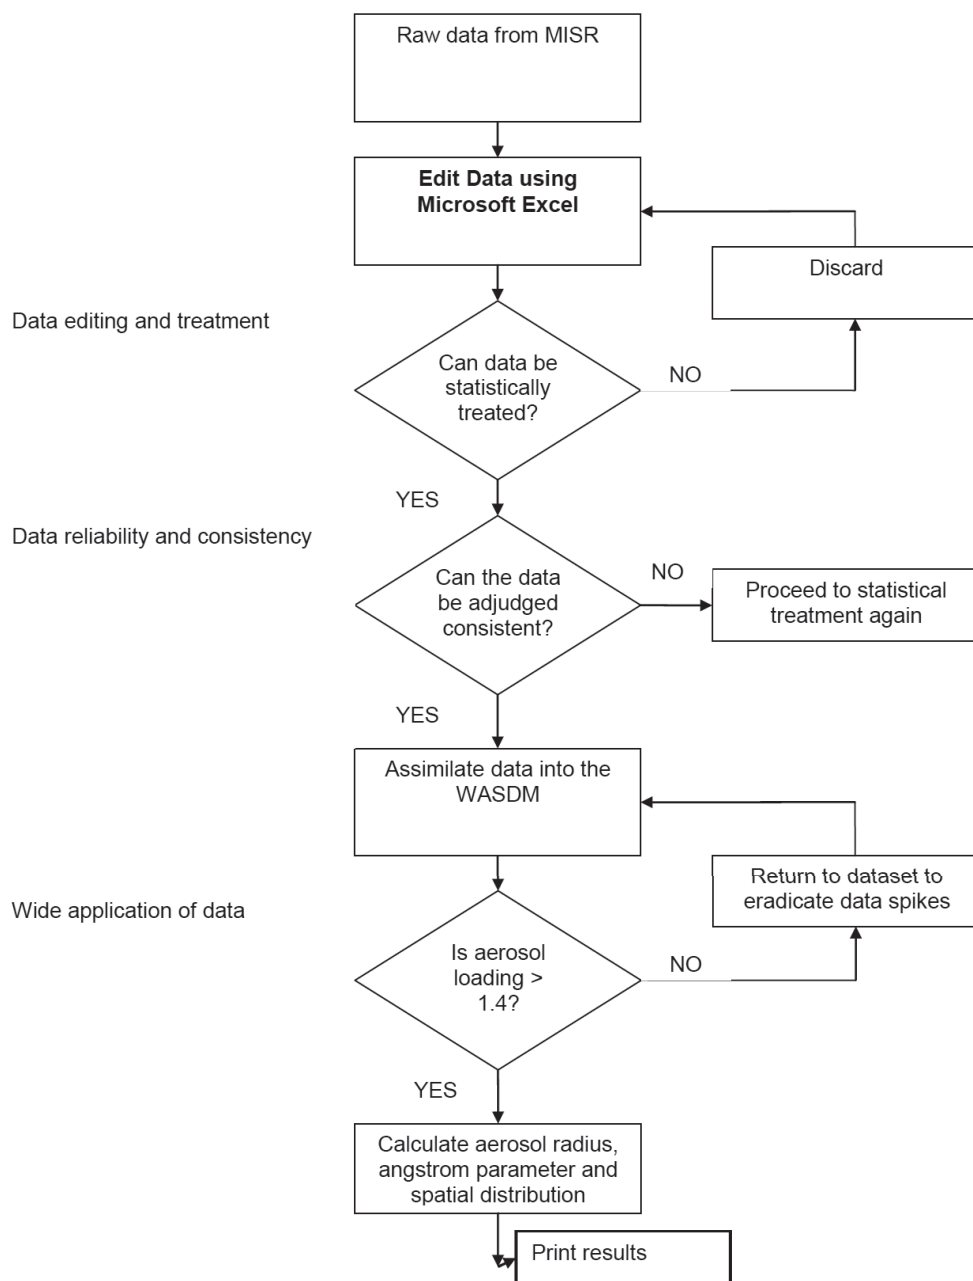 Raw data from MISR
Edit Data using
Microsoft Excel
Discard
Data editing and treatment
Can data be
statistically
treated?
NO
YES
Data reliability and consistency
Can the data
be adjudged
consistent?
NO
Proceed to statistical
treatment again
YES
Assimilate data into the
WASDM
Return to dataset to
eradicate data spikes
Wide application of data
Is aerosol
loading >
1.4?
NO
YES
Calculate aerosol radius,
angstrom parameter and
spatial distribution
Print results